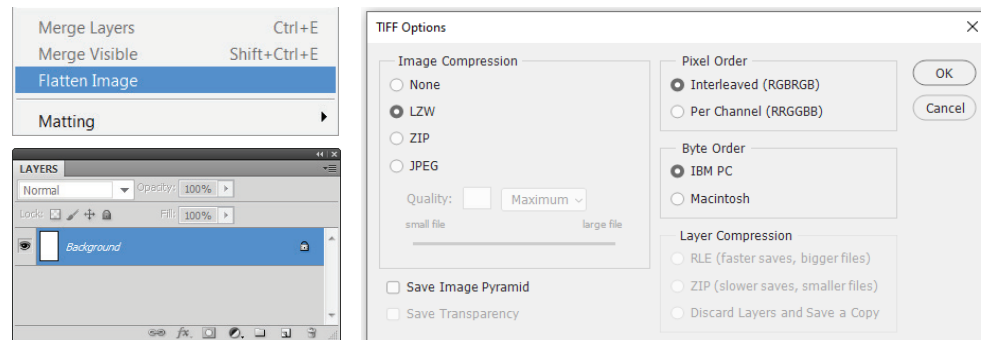 Merge Layers Ctrl+E
Merge Visible Shift+Ctrl+E
Flatten Image
Matting
LAYERS
Normal Opacity: 100%
Lock: Fill: 100%
Background
fx.
TIFF Options
Image Compression
None
LZW
ZIP
JPEG
Quality: Maximum
small file large file
Save Image Pyramid
Save Transparency
Pixel Order
Interleaved (RGBRGB)
Per Channel (RRGGBB)
Byte Order
IBM PC
Macintosh
Layer Compression
RLE (faster saves, bigger files)
ZIP (slower saves, smaller files)
Discard Layers and Save a Copy
OK
Cancel